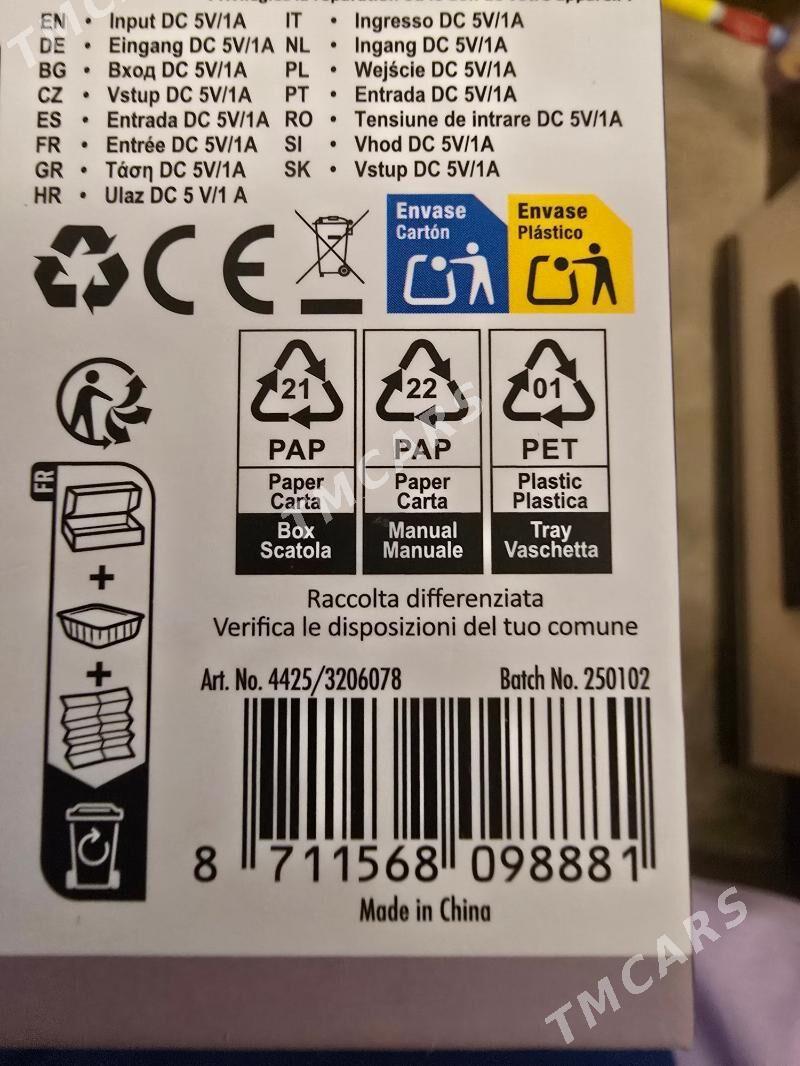 EN • Input DC 5V/1A IT • Ingresso DC 5V/1A
DE • Eingang DC 5V/1A NL • Ingang DC 5V/1A
BG • Вход DC 5V/1A PL • Wejście DC 5V/1A
CZ • Vstup DC 5V/1A PT • Entrada DC 5V/1A
ES • Entrada DC 5V/1A RO • Tensiune de intrare DC 5V/1A
FR • Entrée DC 5V/1A SI • Vhod DC 5V/1A
GR • Τάση DC 5V/1A SK • Vstup DC 5V/1A
HR • Ulaz DC 5 V/1 A
CE
Envase
Cartón
Envase
Plástico
21
PAP
Paper
Carta
Box
Scatola
22
PAP
Paper
Carta
Manual
Manuale
01
PET
Plastic
Plastica
Tray
Vaschetta
FR
Raccolta differenziata
Verifica le disposizioni del tuo comune
Art. No. 4425/3206078 Batch No. 250102
8 711568 098881
Made in China
TMCARS
TMCARS